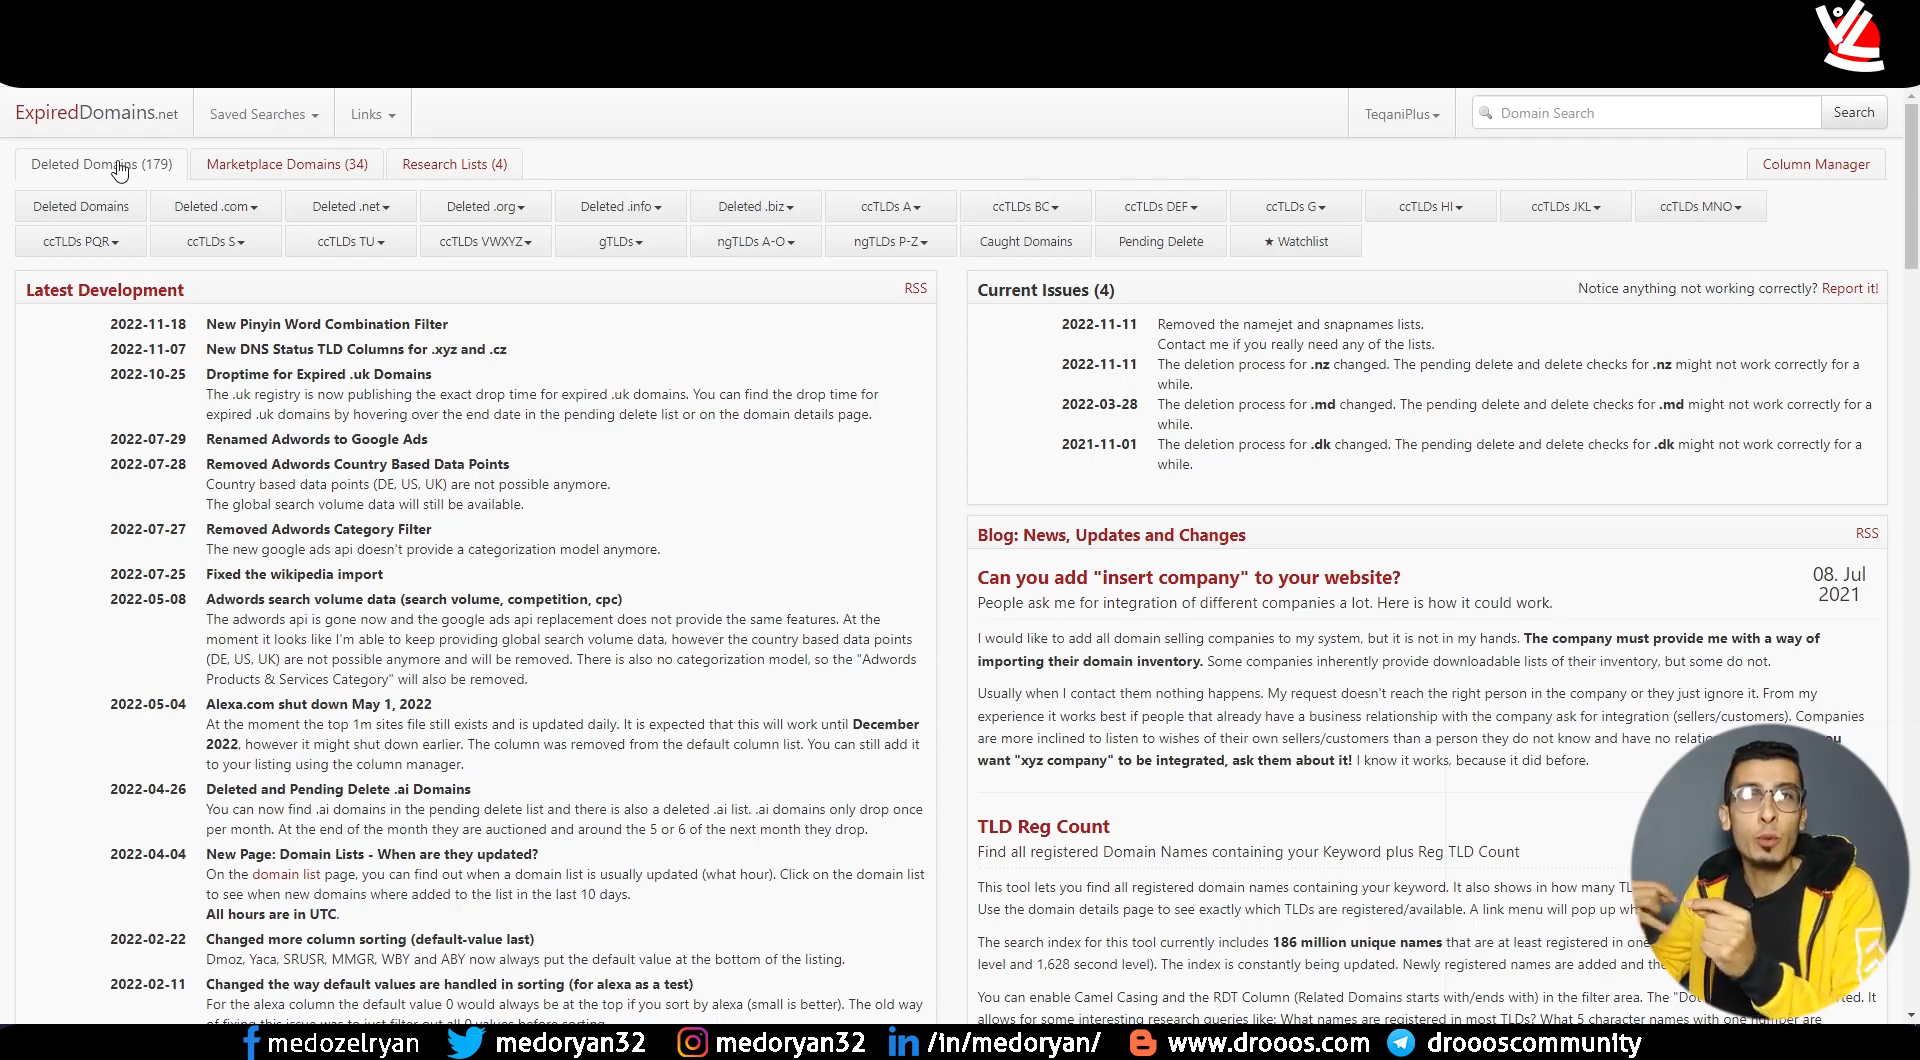 ExpiredDomains.net
Saved Searches
Links
TeqaniPlus
Domain Search
Search
Deleted Domains (179)
Marketplace Domains (34)
Research Lists (4)
Column Manager
Deleted Domains
Deleted .com
Deleted .net
Deleted .org
Deleted .info
Deleted .biz
ccTLDs A
ccTLDs BC
ccTLDs DEF
ccTLDs G
ccTLDs HI
ccTLDs JKL
ccTLDs MNO
ccTLDs PQR
ccTLDs S
ccTLDs TU
ccTLDs VWXYZ
gTLDs
ngTLDs A-O
ngTLDs P-Z
Caught Domains
Pending Delete
★ Watchlist
Latest Development
RSS
2022-11-18 New Pinyin Word Combination Filter
2022-11-07 New DNS Status TLD Columns for .xyz and .cz
2022-10-25 Droptime for Expired .uk Domains
The .uk registry is now publishing the exact drop time for expired .uk domains. You can find the drop time for
expired .uk domains by hovering over the end date in the pending delete list or on the domain details page.
2022-07-29 Renamed Adwords to Google Ads
2022-07-28 Removed Adwords Country Based Data Points
Country based data points (DE, US, UK) are not possible anymore.
The global search volume data will still be available.
2022-07-27 Removed Adwords Category Filter
The new google ads api doesn't provide a categorization model anymore.
2022-07-25 Fixed the wikipedia import
2022-05-08 Adwords search volume data (search volume, competition, cpc)
The adwords api is gone now and the google ads api replacement does not provide the same features. At the
moment it looks like I'm able to keep providing global search volume data, however the country based data points
(DE, US, UK) are not possible anymore and will be removed. There is also no categorization model, so the "Adwords
Products & Services Category" will also be removed.
2022-05-04 Alexa.com shut down May 1, 2022
At the moment the top 1m sites file still exists and is updated daily. It is expected that this will work until December
2022, however it might shut down earlier. The column was removed from the default column list. You can still add it
to your listing using the column manager.
2022-04-26 Deleted and Pending Delete .ai Domains
You can now find .ai domains in the pending delete list and there is also a deleted .ai list. .ai domains only drop once
per month. At the end of the month they are auctioned and around the 5 or 6 of the next month they drop.
2022-04-04 New Page: Domain Lists - When are they updated?
On the domain list page, you can find out when a domain list is usually updated (what hour). Click on the domain list
to see when new domains where added to the list in the last 10 days.
All hours are in UTC.
2022-02-22 Changed more column sorting (default-value last)
Dmoz, Yaca, SRUSR, MMGR, WBY and ABY now always put the default value at the bottom of the listing.
2022-02-11 Changed the way default values are handled in sorting (for alexa as a test)
For the alexa column the default value 0 would always be at the top if you sort by alexa (small is better). The old way
of fixing this issue was to just filter out all 0 values before sorting.
Current Issues (4)
Notice anything not working correctly? Report it!
2022-11-11 Removed the namejet and snapnames lists.
Contact me if you really need any of the lists.
2022-11-11 The deletion process for .nz changed. The pending delete and delete checks for .nz might not work correctly for a
while.
2022-03-28 The deletion process for .md changed. The pending delete and delete checks for .md might not work correctly for a
while.
2021-11-01 The deletion process for .dk changed. The pending delete and delete checks for .dk might not work correctly for a
while.
Blog: News, Updates and Changes
RSS
Can you add "insert company" to your website?
08. Jul
2021
People ask me for integration of different companies a lot. Here is how it could work.
I would like to add all domain selling companies to my system, but it is not in my hands. The company must provide me with a way of
importing their domain inventory. Some companies inherently provide downloadable lists of their inventory, but some do not.
Usually when I contact them nothing happens. My request doesn't reach the right person in the company or they just ignore it. From my
experience it works best if people that already have a business relationship with the company ask for integration (sellers/customers). Companies
are more inclined to listen to wishes of their own sellers/customers than a person they do not know and have no
want "xyz company" to be integrated, ask them about it! I know it works, because it did before.
TLD Reg Count
Find all registered Domain Names containing your Keyword plus Reg TLD Count
This tool lets you find all registered domain names containing your keyword. It also shows in how many
Use the domain details page to see exactly which TLDs are registered/available. A link menu will pop up
The search index for this tool currently includes 186 million unique names that are at least registered in one
level and 1,628 second level). The index is constantly being updated. Newly registered names are added and
You can enable Camel Casing and the RDT Column (Related Domains starts with/ends with) in the filter area. The
It
allows for some interesting research queries like: What names are registered in most TLDs? What 5 character names with one number are
medozelryan
medoryan32
medoryan32
/in/medoryan/
www.drooos.com
droooscommunity